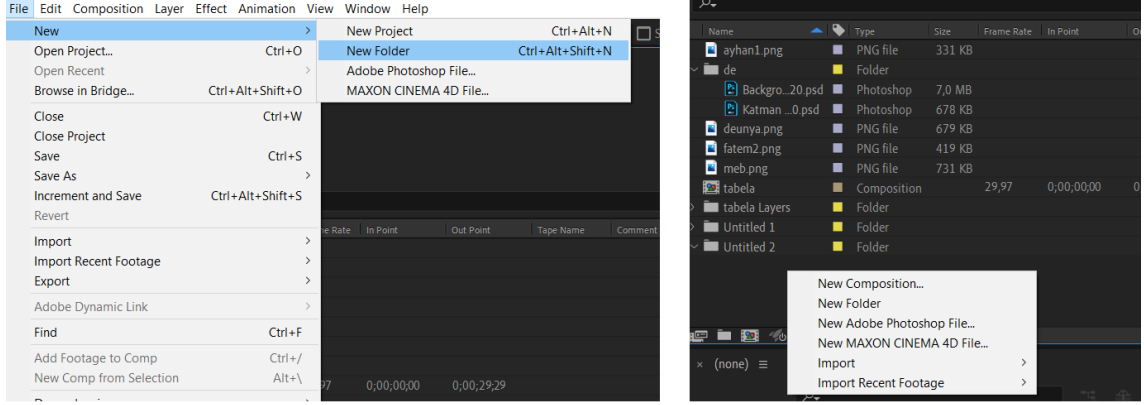 File Edit Composition Layer Effect Animation View Window Help
New >
Open Project... Ctrl+O
Open Recent >
Browse in Bridge... Ctrl+Alt+Shift+O
Close Ctrl+W
Close Project
Save Ctrl+S
Save As >
Increment and Save Ctrl+Alt+Shift+S
Revert
Import >
Import Recent Footage >
Export >
Adobe Dynamic Link >
Find Ctrl+F
Add Footage to Comp Ctrl+/
New Comp from Selection Alt+\
New Project Ctrl+Alt+N
New Folder Ctrl+Alt+Shift+N
Adobe Photoshop File...
MAXON CINEMA 4D File...
Rate In Point Out Point Tape Name Comment
97 0;00;00;00 0;00;29;29
Name Type Size Frame Rate In Point
ayhan1.png PNG file 331 KB
de Folder
Backgro...20.psd Photoshop 7,0 MB
Katman ...0.psd Photoshop 678 KB
deunya.png PNG file 679 KB
fatem2.png PNG file 419 KB
meb.png PNG file 731 KB
tabela Composition 29,97 0;00;00;00 0
tabela Layers Folder
Untitled 1 Folder
Untitled 2 Folder
New Composition...
New Folder
New Adobe Photoshop File...
New MAXON CINEMA 4D File...
Import >
Import Recent Footage >
× (none) ≡